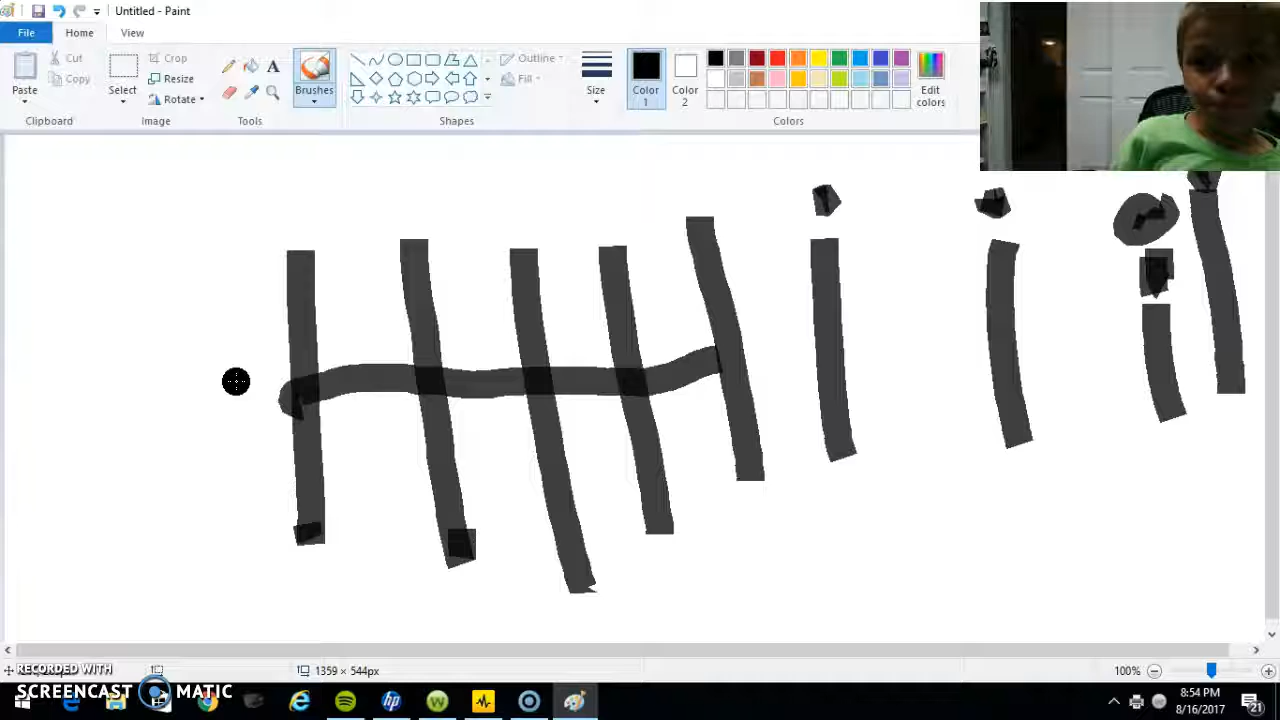 Untitled - Paint
File Home View
Paste
Cut
Copy
Clipboard
Select
Crop
Resize
Rotate
Image
A
Tools
Brushes
Shapes
Outline
Fill
Size
Color 1
Color 2
Edit colors
Colors
HHiiii
RECORDED WITH
SCREENCAST MATIC
1359 × 544px
100%
8:54 PM
8/16/2017
21